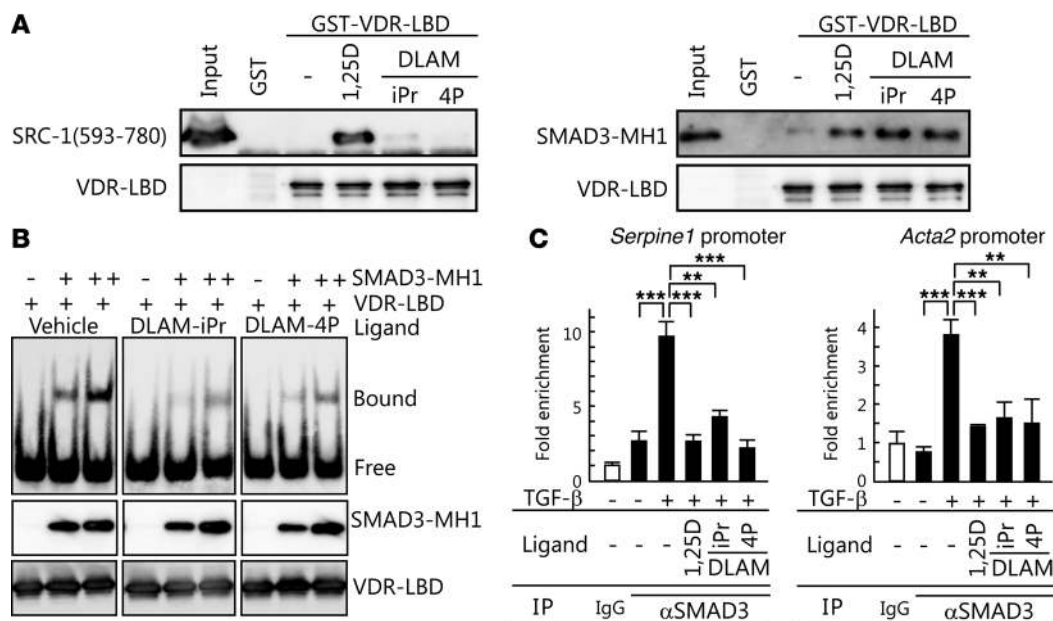 A
GST-VDR-LBD
Input
GST
-
1,25D
DLAM
iPr
4P
SRC-1(593-780)
VDR-LBD
GST-VDR-LBD
Input
GST
-
1,25D
DLAM
iPr
4P
SMAD3-MH1
VDR-LBD
B
- + ++ - + ++ - + ++ SMAD3-MH1
+ + + + + + + + + VDR-LBD
Vehicle DLAM-iPr DLAM-4P Ligand
Bound
Free
SMAD3-MH1
VDR-LBD
C
Serpine1 promoter
***
**
*** ***
Fold enrichment
10
5
0
TGF-β - - + + + +
Ligand - - - 1,25D iPr 4P
DLAM
IP IgG αSMAD3
Acta2 promoter
**
**
*** ***
Fold enrichment
4
3
2
1
0
TGF-β - - + + + +
Ligand - - - 1,25D iPr 4P
DLAM
IP IgG αSMAD3